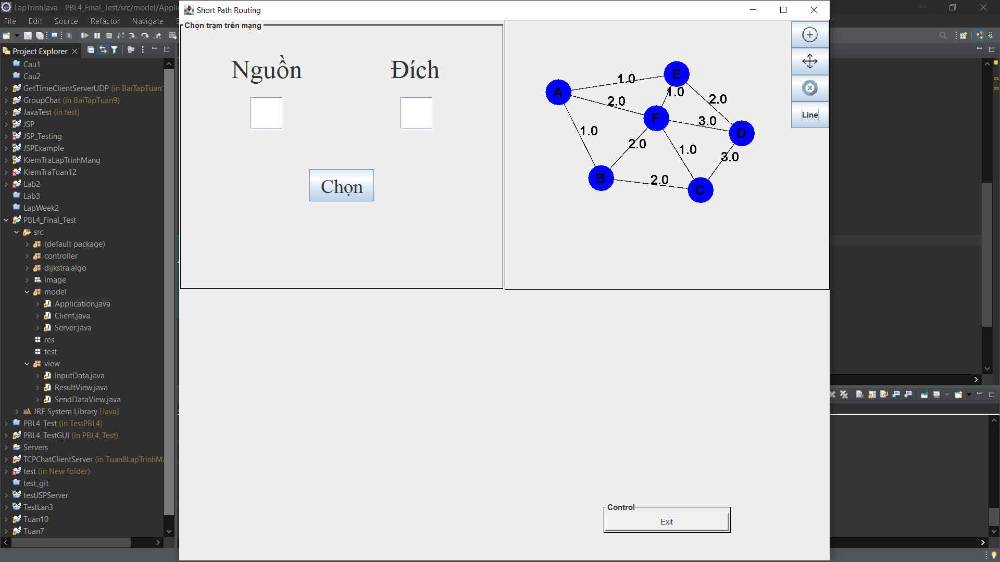 LapTrinhJava - PBL4_Final_Test/src/model/Appli
Short Path Routing
File Edit Source Refactor Navigate
Project Explorer
Cau1
Cau2
GetTimeClientServerUDP (in BaiTapTuan
GroupChat (in BaiTapTuan9)
JavaTest (in test)
JSP
JSP_Testing
JSPExample
KiemTraLapTrinhMang
KiemTraTuan12
Lab2
Lab3
LapWeek2
PBL4_Final_Test
src
(default package)
controller
dijkstra.algo
image
model
Application.java
Client.java
Server.java
res
test
view
InputData.java
ResultView.java
SendDataView.java
JRE System Library [Java]
PBL4_Test (in TestPBL4)
PBL4_TestGUI (in PBL4_Test)
Servers
TCPChatClientServer (in Tuan8LapTrinhM
test (in New folder)
test_git
testJSPServer
TestLan3
Tuan10
Tuan7
Chọn trạm trên mạng
Nguồn Đích
Chọn
E
1.0
A
1.0
2.0
2.0
F
3.0
D
1.0
2.0
1.0
3.0
B
2.0
C
Line
Control
Exit